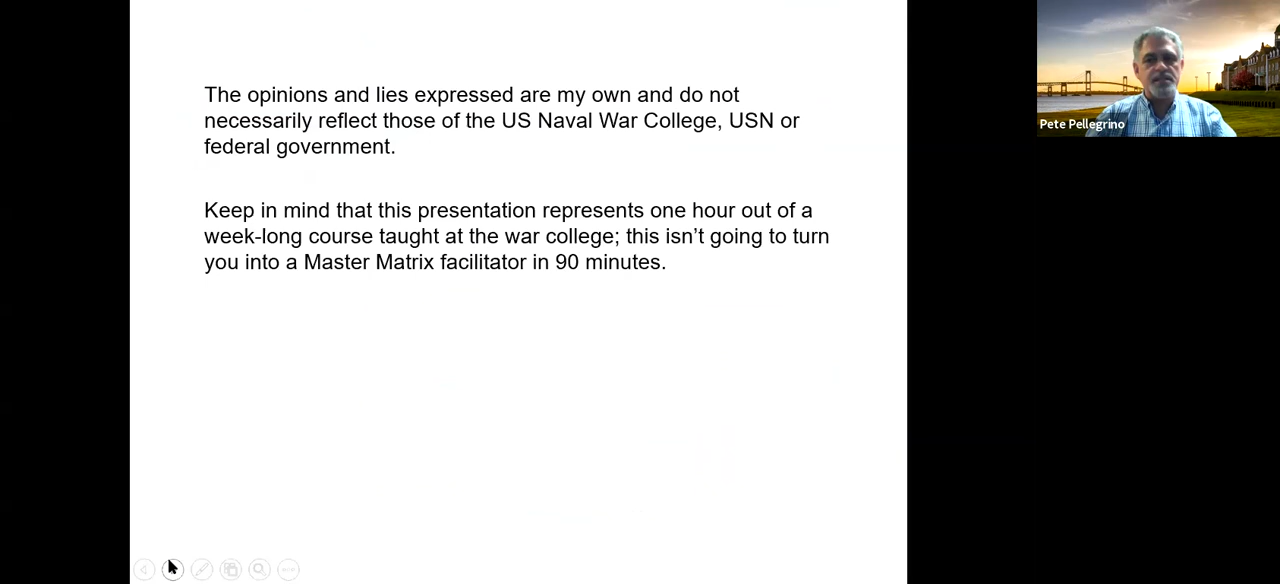 The opinions and lies expressed are my own and do not
necessarily reflect those of the US Naval War College, USN or
federal government.
Keep in mind that this presentation represents one hour out of a
week-long course taught at the war college; this isn’t going to turn
you into a Master Matrix facilitator in 90 minutes.
Pete Pellegrino